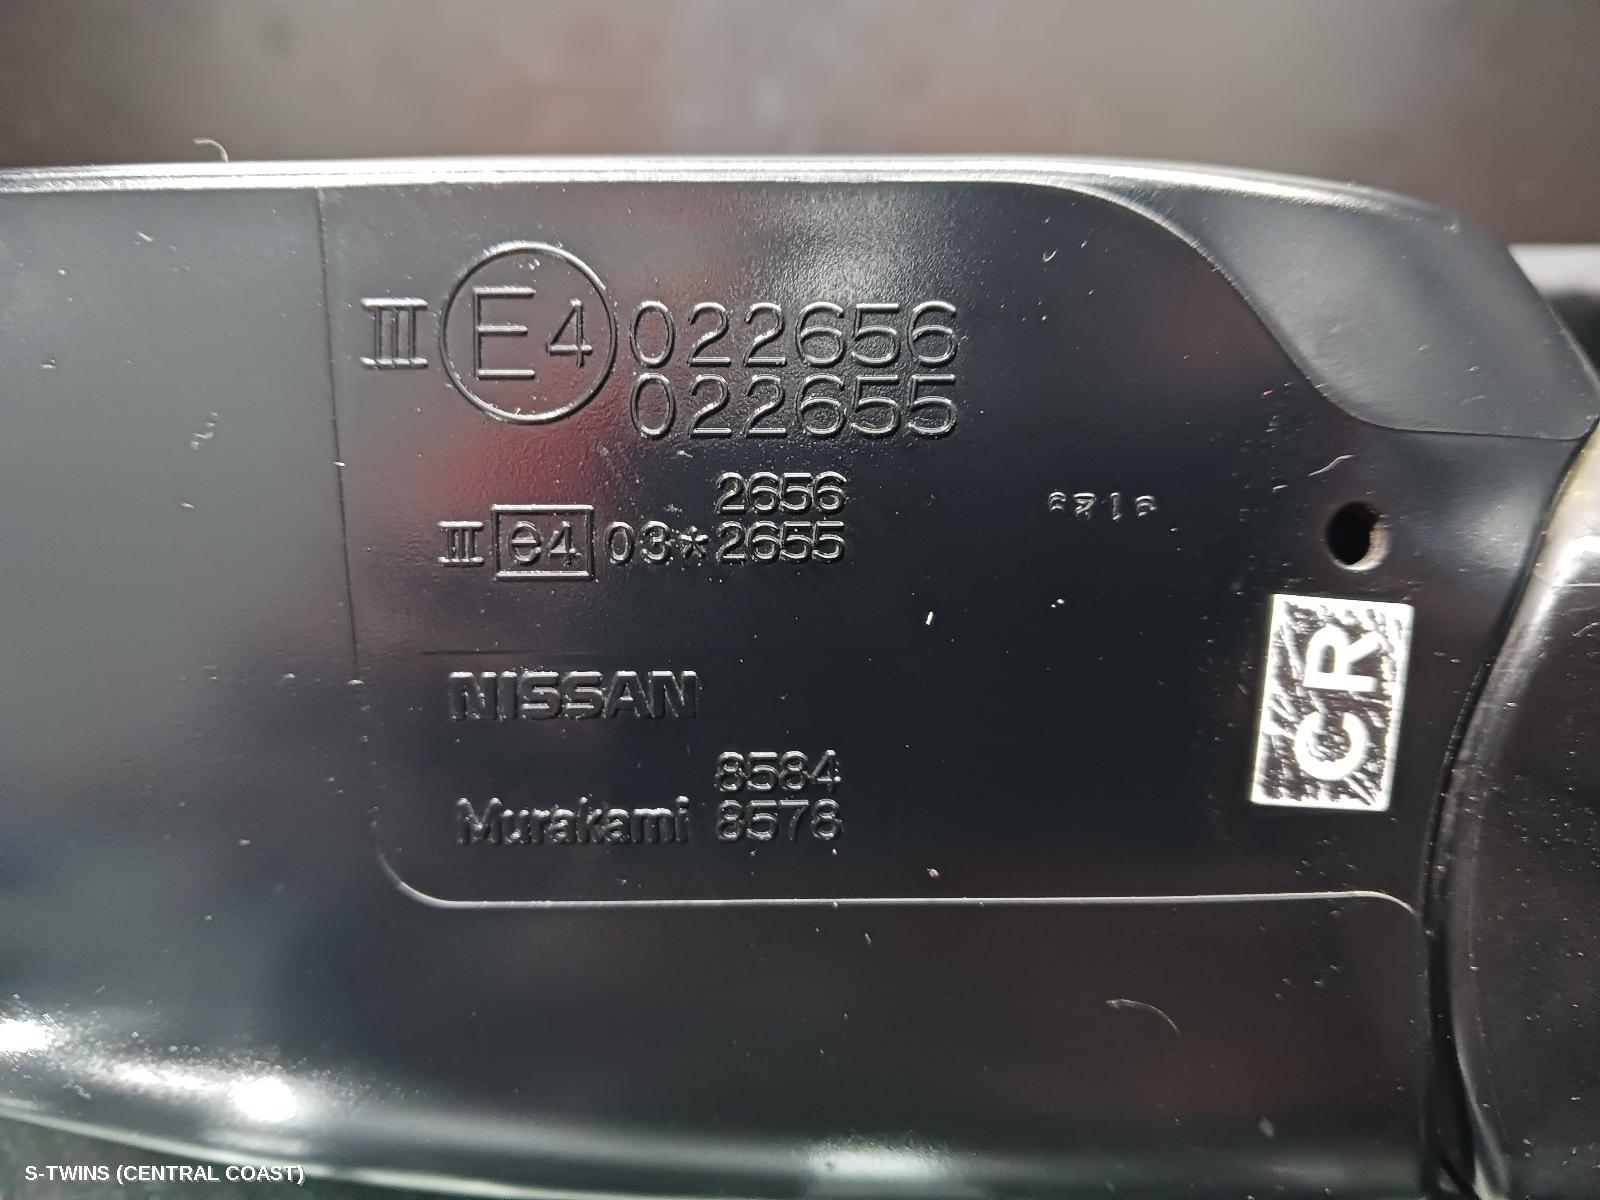 III E4 022656
022655
2656
III e4 03*2655
NISSAN
8584
Murakami 8578
CR
S-TWINS (CENTRAL COAST)